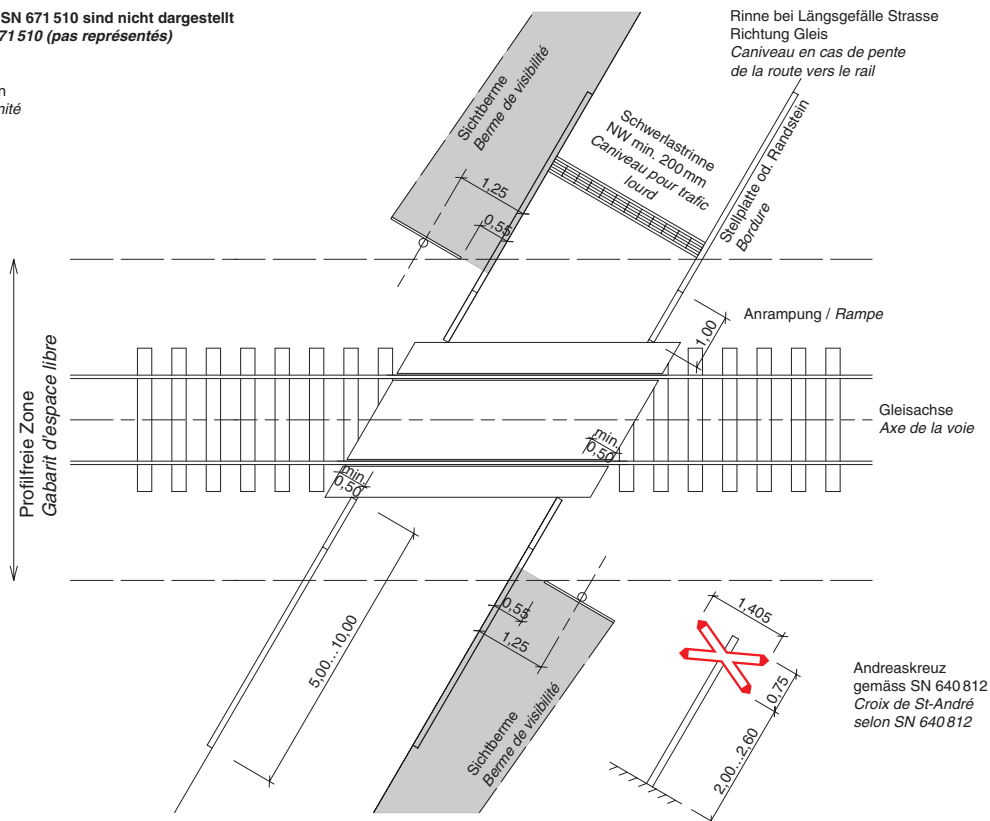 SN 671 510 sind nicht dargestellt
71 510 (pas représentés)
n
nité
Rinne bei Längsgefälle Strasse
Richtung Gleis
Caniveau en cas de pente
de la route vers le rail
Sichtberme
Berme de visibilité
Schwerlastrinne
NW min. 200 mm
Caniveau pour trafic
lourd
Stellplatte od. Randstein
Bordure
1,25
0,55
Anrampung / Rampe
1,00
Profilfreie Zone
Gabarit d'espace libre
Gleisachse
Axe de la voie
min.
0,50
min.
0,50
5,00...10,00
0,55
1,25
Sichtberme
Berme de visibilité
1,405
0,75
2,00...2,60
Andreaskreuz
gemäss SN 640 812
Croix de St-André
selon SN 640 812